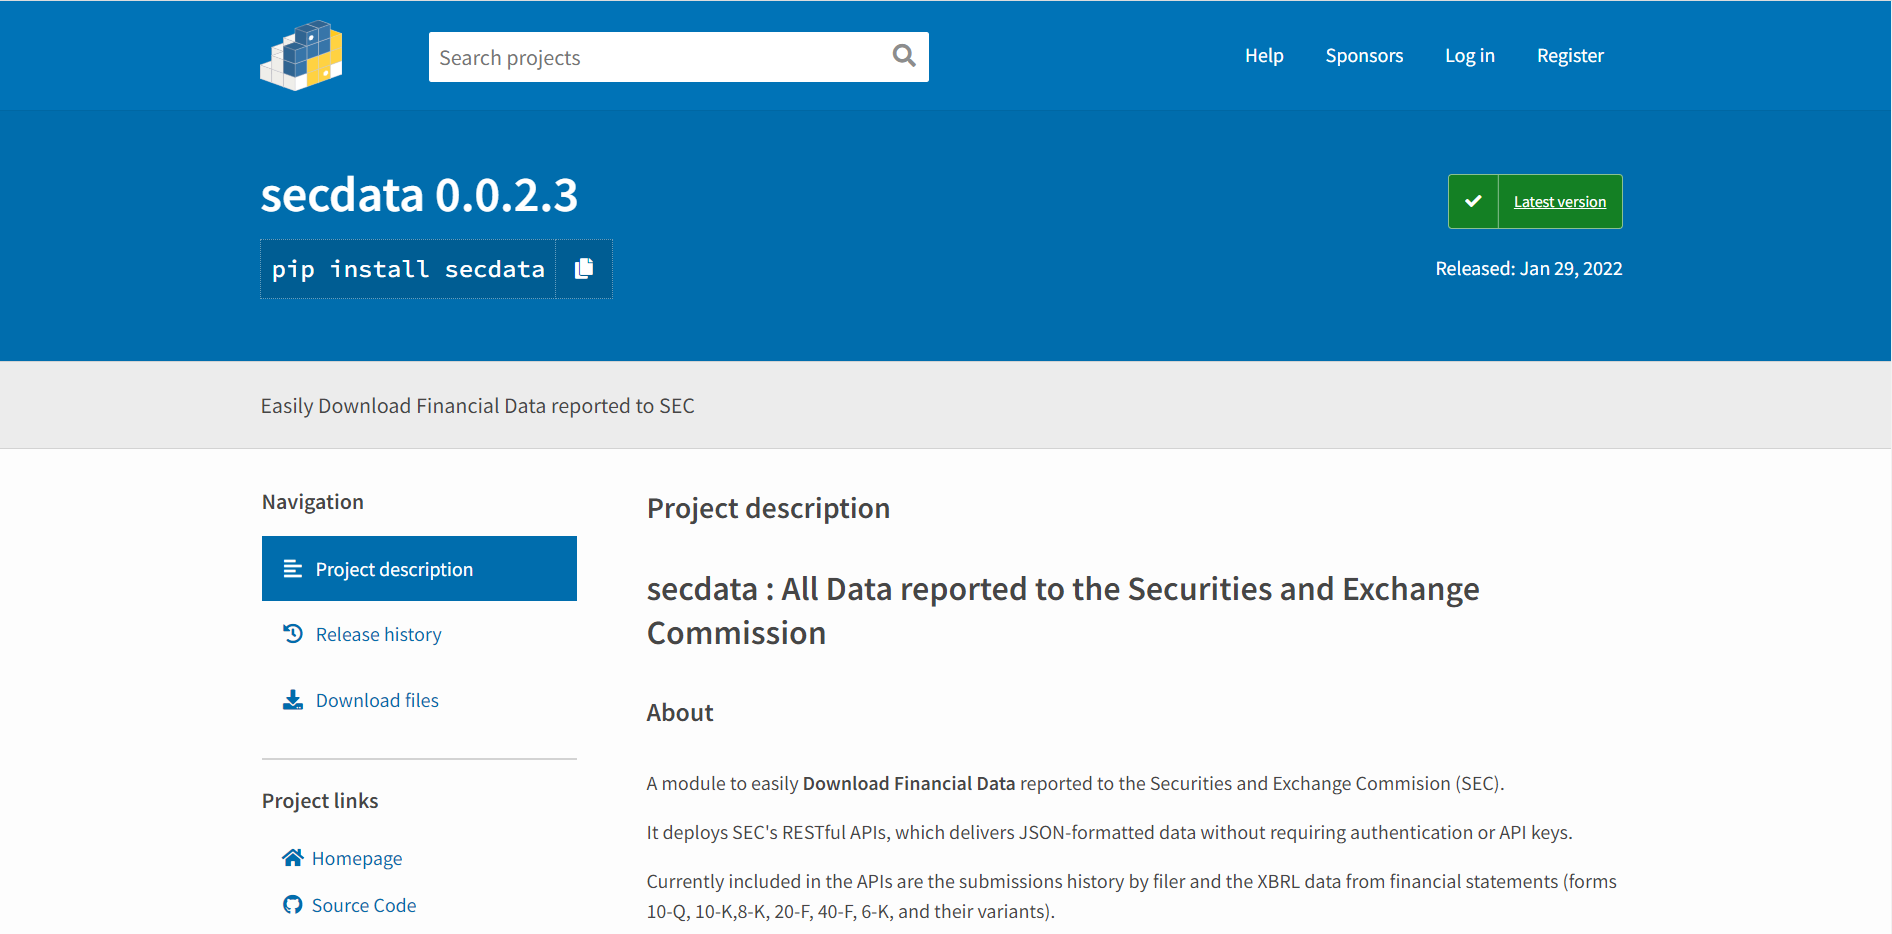 Search projects
Help
Sponsors
Log in
Register
secdata 0.0.2.3
Latest version
pip install secdata
Released: Jan 29, 2022
Easily Download Financial Data reported to SEC
Navigation
Project description
Release history
Download files
Project links
Homepage
Source Code
Project description
secdata : All Data reported to the Securities and Exchange
Commission
About
A module to easily Download Financial Data reported to the Securities and Exchange Commision (SEC).
It deploys SEC's RESTful APIs, which delivers JSON-formatted data without requiring authentication or API keys.
Currently included in the APIs are the submissions history by filer and the XBRL data from financial statements (forms
10-Q, 10-K,8-K, 20-F, 40-F, 6-K, and their variants).